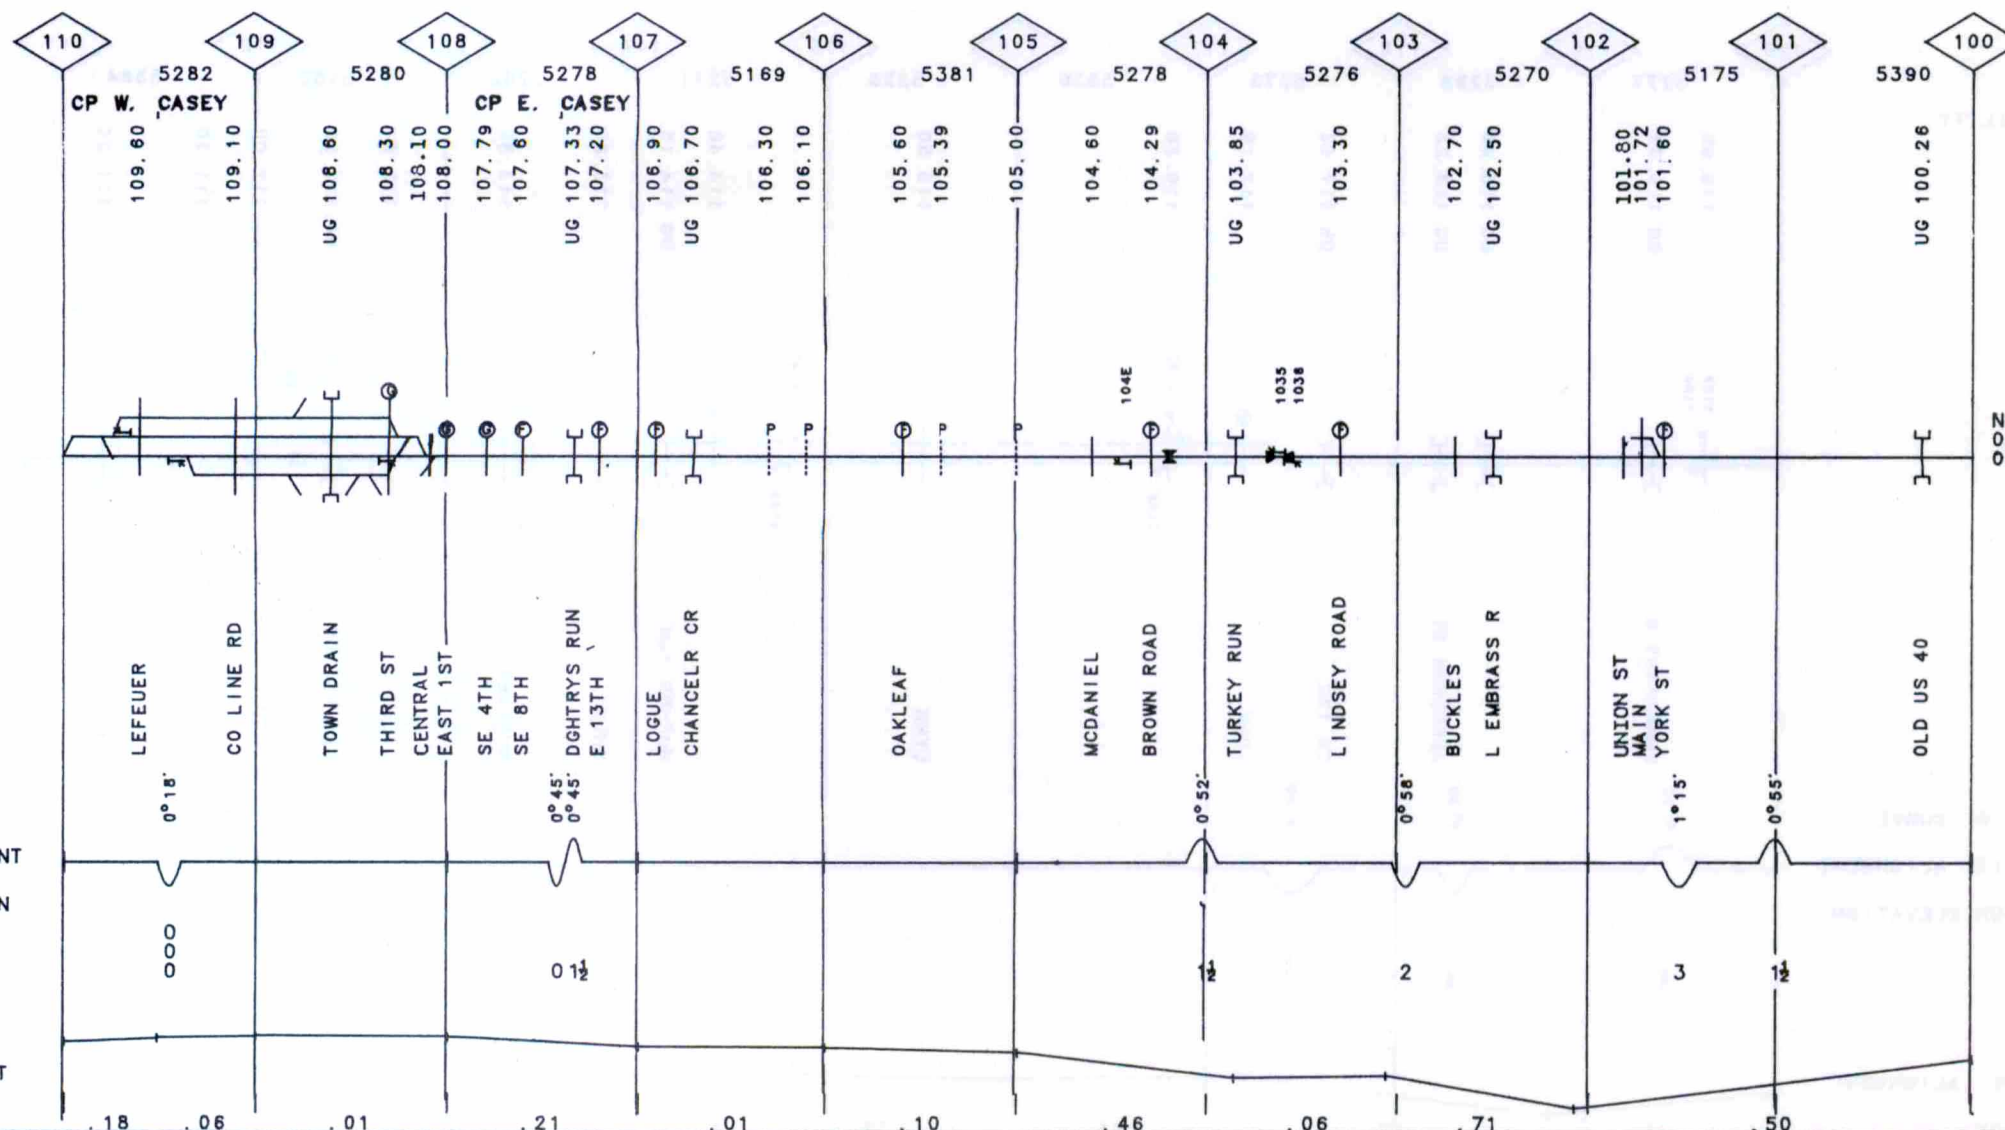 110 109 108 107 106 105 104 103 102 101 100
5282 5280 5278 5169 5381 5278 5276 5270 5175 5390
CP W. CASEY CP E. CASEY
109.60
109.10
UG 108.60
108.30
108.10
108.00
107.79
107.60
UG 107.33
107.20
106.90
UG 106.70
106.30
106.10
105.60
105.39
105.00
104.60
104.29
UG 103.85
103.30
102.70
UG 102.50
101.80
101.72
101.60
UG 100.26
104E
1035
1038
G
G
G
F
F
F
P
P
F
P
P
N
0
0
LEFEUER
CO LINE RD
TOWN DRAIN
THIRD ST
CENTRAL
EAST 1ST
SE 4TH
SE 8TH
DGHTRYS RUN
E 13TH
LOGUE
CHANCELR CR
OAKLEAF
MCDANIEL
BROWN ROAD
TURKEY RUN
LINDSEY ROAD
BUCKLES
L EMBRASS R
UNION ST
MAIN
YORK ST
OLD US 40
0°18'
0°45'
0°45'
0°52'
0°58'
1°15'
0°55'
NT
N
0
0
0
0 1½ 1½ 2 3 1½
T
.18 .06 .01 .21 .01 .10 .46 .06 .71 .50